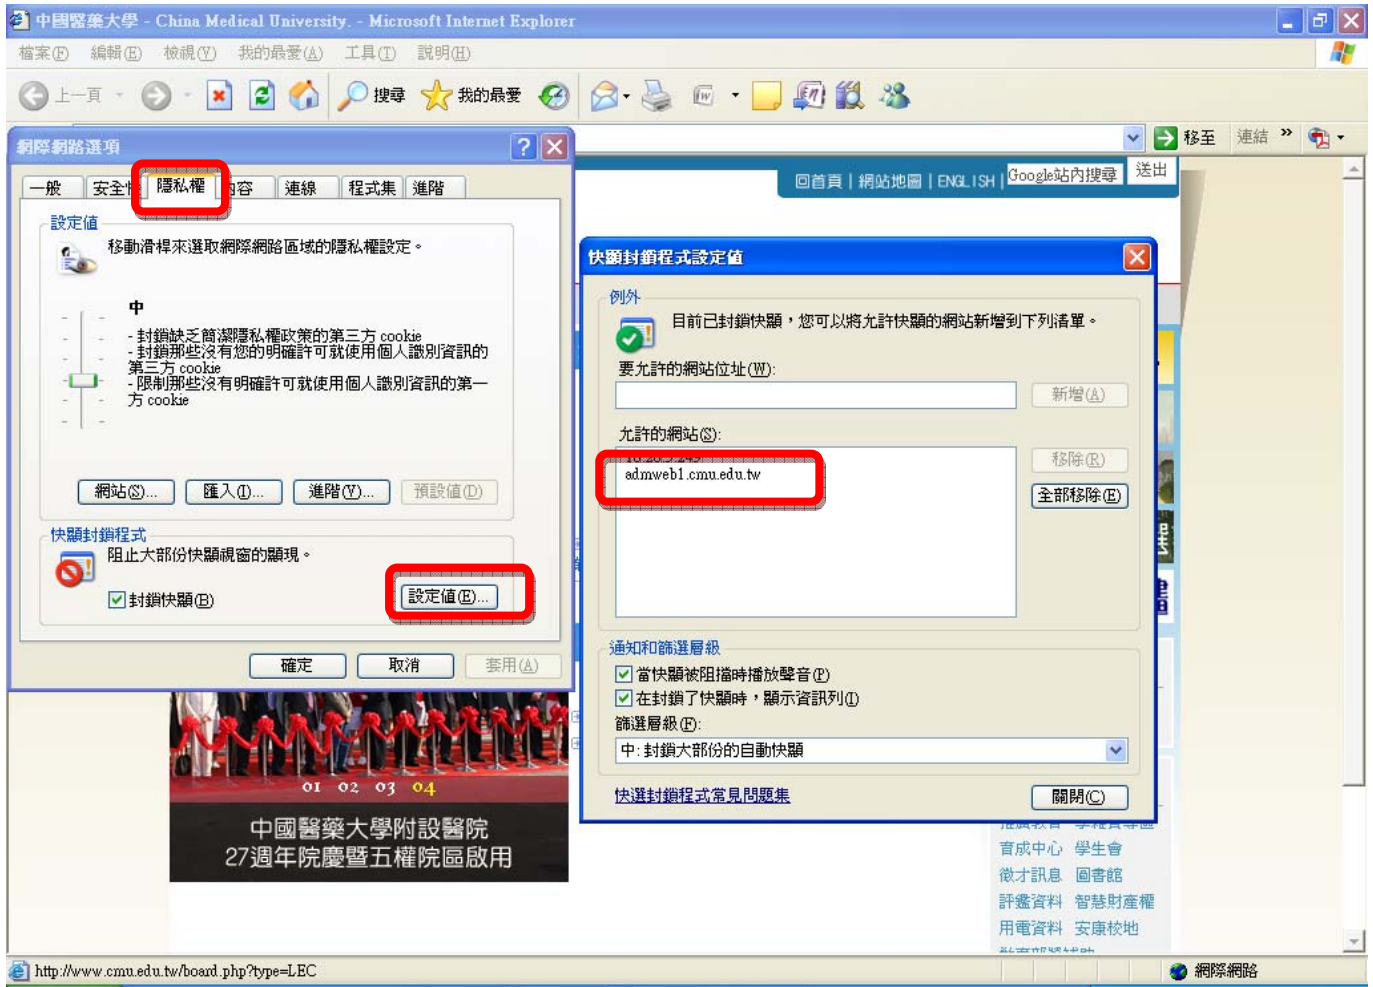 中國醫藥大學 - China Medical University. - Microsoft Internet Explorer
檔案(F) 編輯(E) 檢視(V) 我的最愛(A) 工具(T) 說明(H)
上一頁 搜尋 我的最愛
移至 連結 »
網際網路選項
一般 隱私權 連線 程式集 進階
設定值
移動滑桿來選取網際網路區域的隱私權設定。
中
- 封鎖缺乏簡潔隱私權政策的第三方 cookie
- 封鎖那些沒有您的明確許可就使用個人識別資訊的
第三方 cookie
- 限制那些沒有明確許可就使用個人識別資訊的第一
方 cookie
網站(S)... 匯入(I)... 進階(V)... 預設值(D)
快顯封鎖程式
阻止大部份快顯視窗的顯現。
封鎖快顯(B)
設定值(E)...
確定 取消 套用(A)
回首頁 | 網站地圖 | ENGLISH | Google站內搜尋 送出
快顯封鎖程式設定值
例外
目前已封鎖快顯，您可以將允許快顯的網站新增到下列清單。
要允許的網站位址(W):
新增(A)
允許的網站(S):
admweb1.cmu.edu.tw
移除(R)
全部移除(E)
通知和篩選層級
當快顯被阻擋時播放聲音(P)
在封鎖了快顯時，顯示資訊列(I)
篩選層級(F):
中: 封鎖大部份的自動快顯
快選封鎖程式常見問題集
關閉(C)
01 02 03 04
中國醫藥大學附設醫院
27週年院慶暨五權院區啟用
育成中心 學生會
徵才訊息 圖書館
評鑑資料 智慧財產權
用電資料 安康校地
http://www.cmu.edu.tw/board.php?type=LEC
網際網路